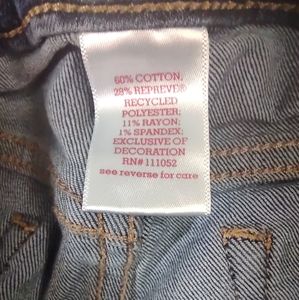 60% COTTON,
28% REPREVE®
RECYCLED
POLYESTER;
11% RAYON;
1% SPANDEX;
EXCLUSIVE OF
DECORATION
RN# 111052
see reverse for care